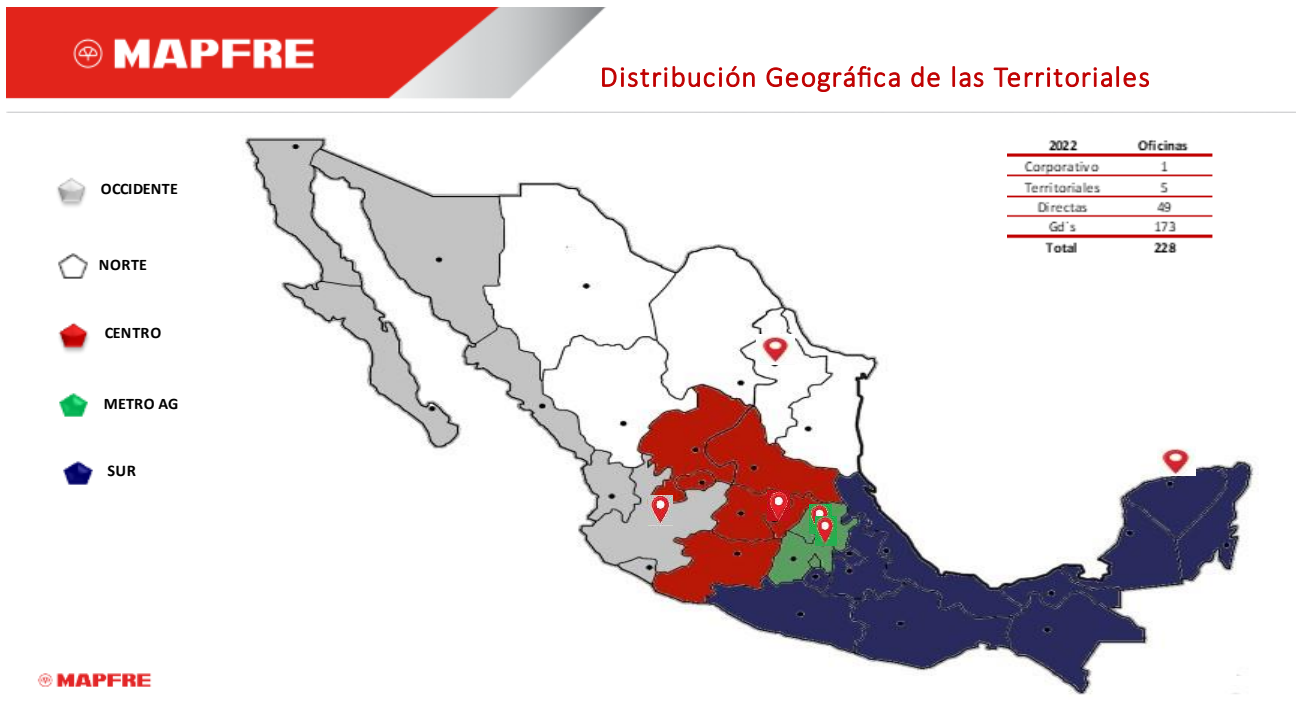 MAPFRE
Distribución Geográfica de las Territoriales
OCCIDENTE
NORTE
CENTRO
METRO AG
SUR
2022 Oficinas
Corporativo 1
Territoriales 5
Directas 49
Gd´s 173
Total 228
MAPFRE